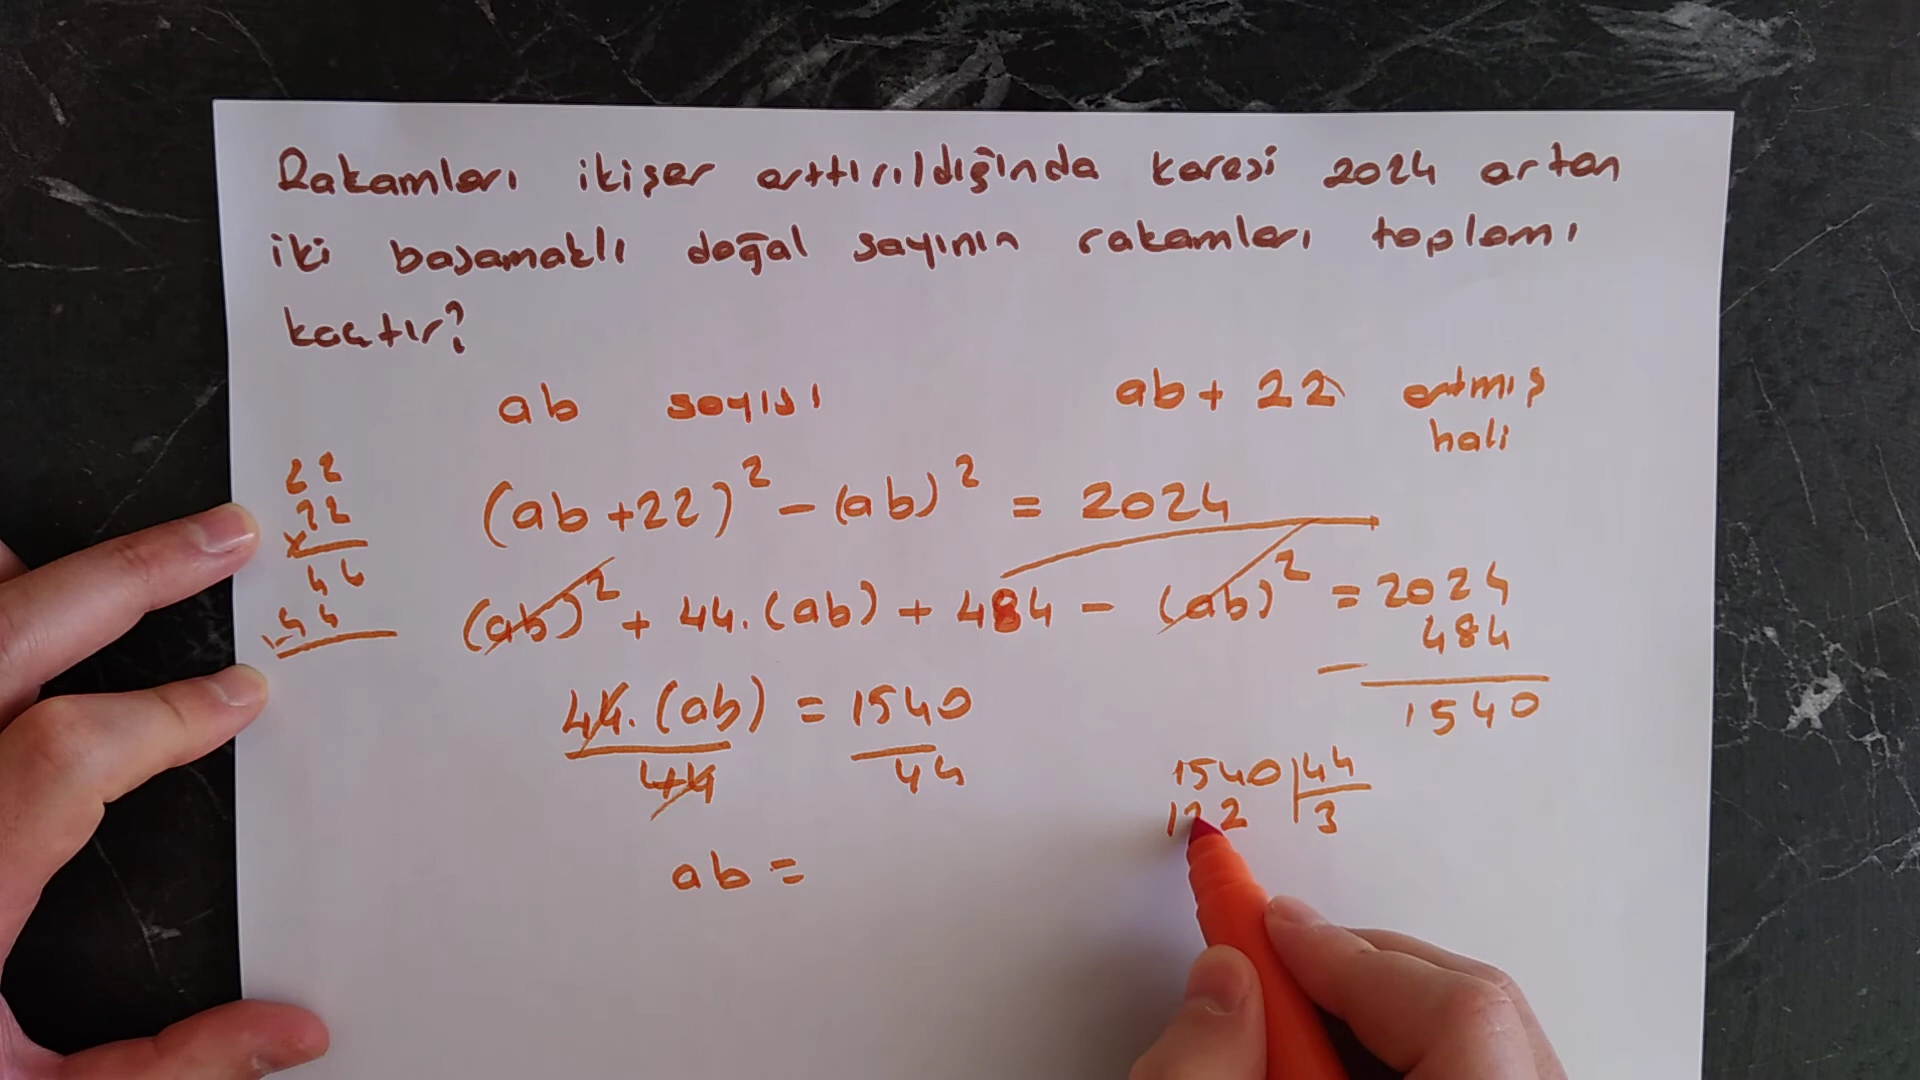 Rakamları ikişer arttırıldığında karesi 2024 artan
iki basamaklı doğal sayının rakamları toplamı
kaçtır?
ab sayısı
ab + 22 artmış
hali
22
22
x
44
44
(ab+22)² - (ab)² = 2024
(ab)² + 44.(ab) + 484 - (ab)² = 2024
484
-
1540
44.(ab) = 1540
44 44
1540 44
132 3
ab =